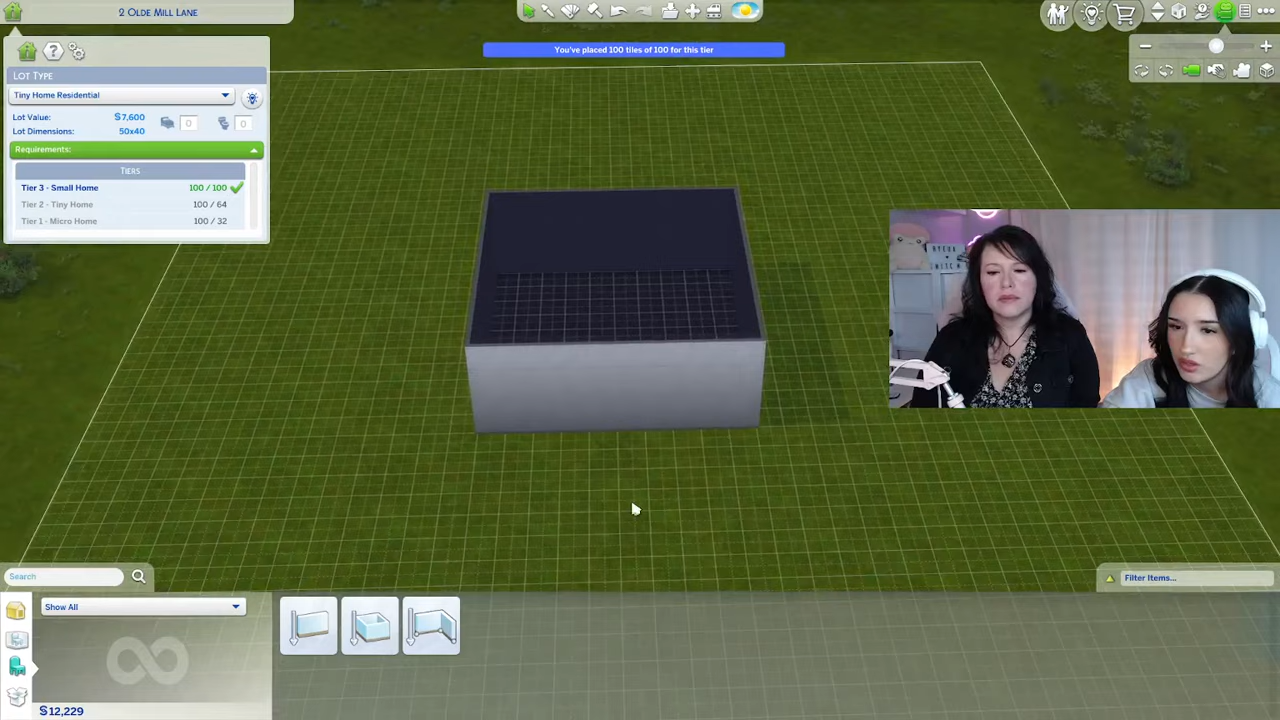 2 OLDE MILL LANE
You've placed 100 tiles of 100 for this tier
LOT TYPE
Tiny Home Residential
Lot Value: §7,600 0 0
Lot Dimensions: 50x40
Requirements:
TIERS
Tier 3 - Small Home 100 / 100
Tier 2 - Tiny Home 100 / 64
Tier 1 - Micro Home 100 / 32
Search
Filter Items...
Show All
§12,229